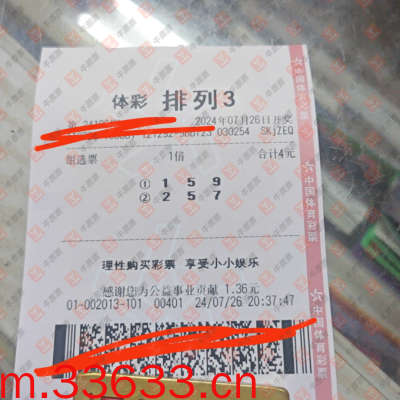 体彩 排列3
2024年07月26日开奖
030254 SKjZEQ
组选票 1倍 合计4元
① 1 5 9
② 2 5 7
理性购买彩票 享受小小娱乐
感谢您为公益事业贡献 1.36元
01-002013-101 00401 24/07/26 20:37:47
中国体育彩票
m.33633.cn